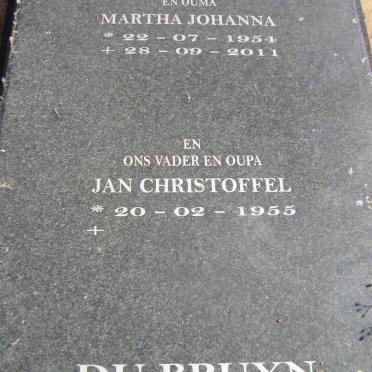 EN OUMA
MARTHA JOHANNA
* 22 - 07 - 1954
+ 28 - 09 - 2011
EN
ONS VADER EN OUPA
JAN CHRISTOFFEL
* 20 - 02 - 1955
+
DU BRUYN